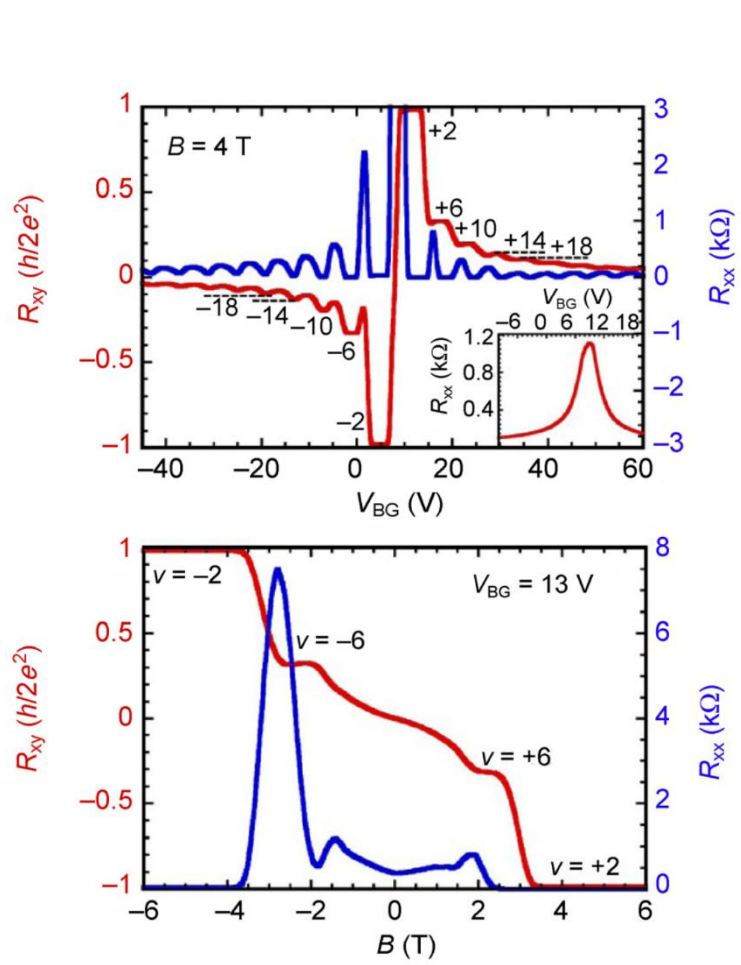 B = 4 T
R_xy (h/2e²)
1
0.5
0
−0.5
−1
3
2
1
0
−1
−2
−3
R_xx (kΩ)
+2
+6
+10
+14
+18
−18
−14
−10
−6
−2
V_BG (V)
−6 0 6 12 18
R_xx (kΩ)
1.2
0.8
0.4
−40 −20 0 20 40 60
V_BG (V)
ν = −2
V_BG = 13 V
ν = −6
ν = +6
ν = +2
R_xy (h/2e²)
1
0.5
0
−0.5
−1
8
6
4
2
0
R_xx (kΩ)
−6 −4 −2 0 2 4 6
B (T)